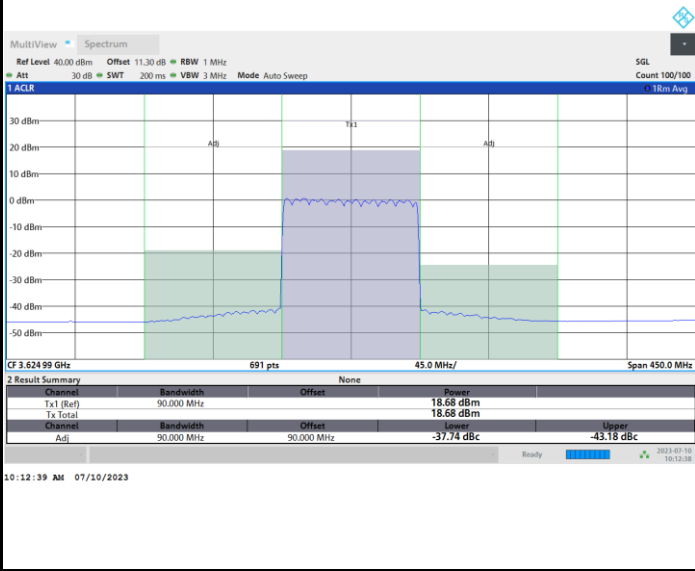 MultiView Spectrum
Ref Level 40.00 dBm Offset 11.30 dB RBW 1 MHz SGL
Att 30 dB SWT 200 ms VBW 3 MHz Mode Auto Sweep Count 100/100
1 ACLR 1Rm Avg
30 dBm
Tx1
20 dBm
Adj Adj
10 dBm
0 dBm
-10 dBm
-20 dBm
-30 dBm
-40 dBm
-50 dBm
CF 3.624 99 GHz 691 pts 45.0 MHz/ Span 450.0 MHz
2 Result Summary None
Channel Bandwidth Offset Power
Tx1 (Ref) 90.000 MHz 18.68 dBm
Tx Total 18.68 dBm
Channel Bandwidth Offset Lower Upper
Adj 90.000 MHz 90.000 MHz -37.74 dBc -43.18 dBc
Ready 2023-07-10
10:12:38
10:12:39 AM 07/10/2023